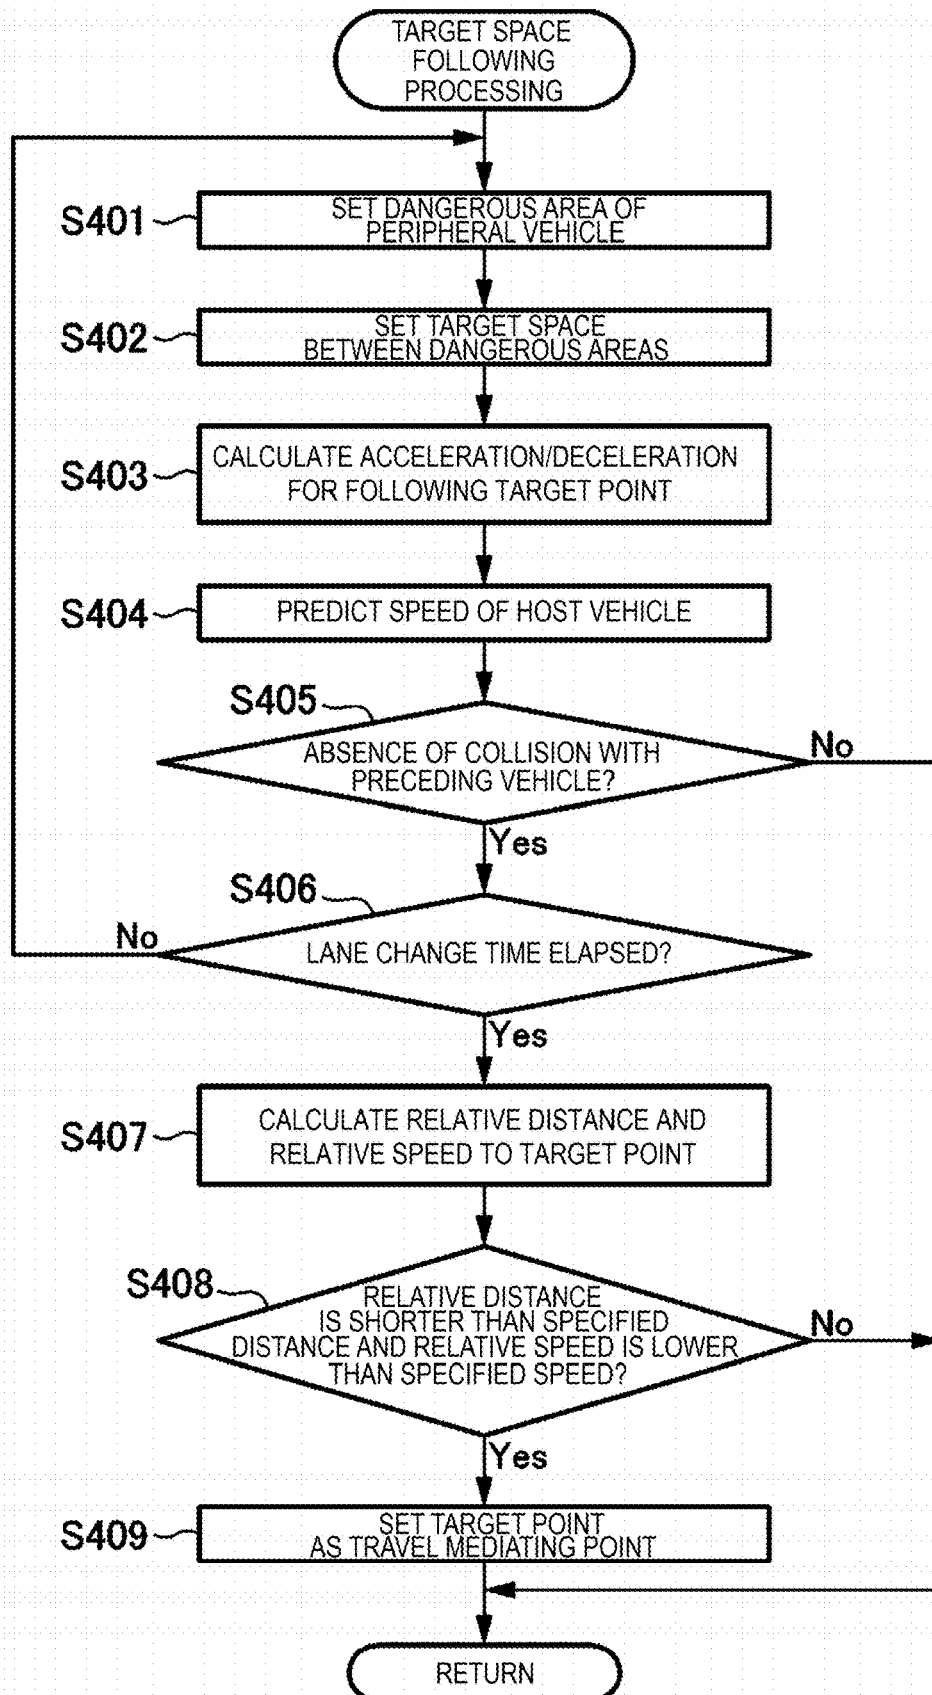 TARGET SPACE
FOLLOWING
PROCESSING
S401
SET DANGEROUS AREA OF
PERIPHERAL VEHICLE
S402
SET TARGET SPACE
BETWEEN DANGEROUS AREAS
S403
CALCULATE ACCELERATION/DECELERATION
FOR FOLLOWING TARGET POINT
S404
PREDICT SPEED OF HOST VEHICLE
S405
ABSENCE OF COLLISION WITH
PRECEDING VEHICLE?
No
Yes
S406
LANE CHANGE TIME ELAPSED?
No
Yes
S407
CALCULATE RELATIVE DISTANCE AND
RELATIVE SPEED TO TARGET POINT
S408
RELATIVE DISTANCE
IS SHORTER THAN SPECIFIED
DISTANCE AND RELATIVE SPEED IS LOWER
THAN SPECIFIED SPEED?
No
Yes
S409
SET TARGET POINT
AS TRAVEL MEDIATING POINT
RETURN